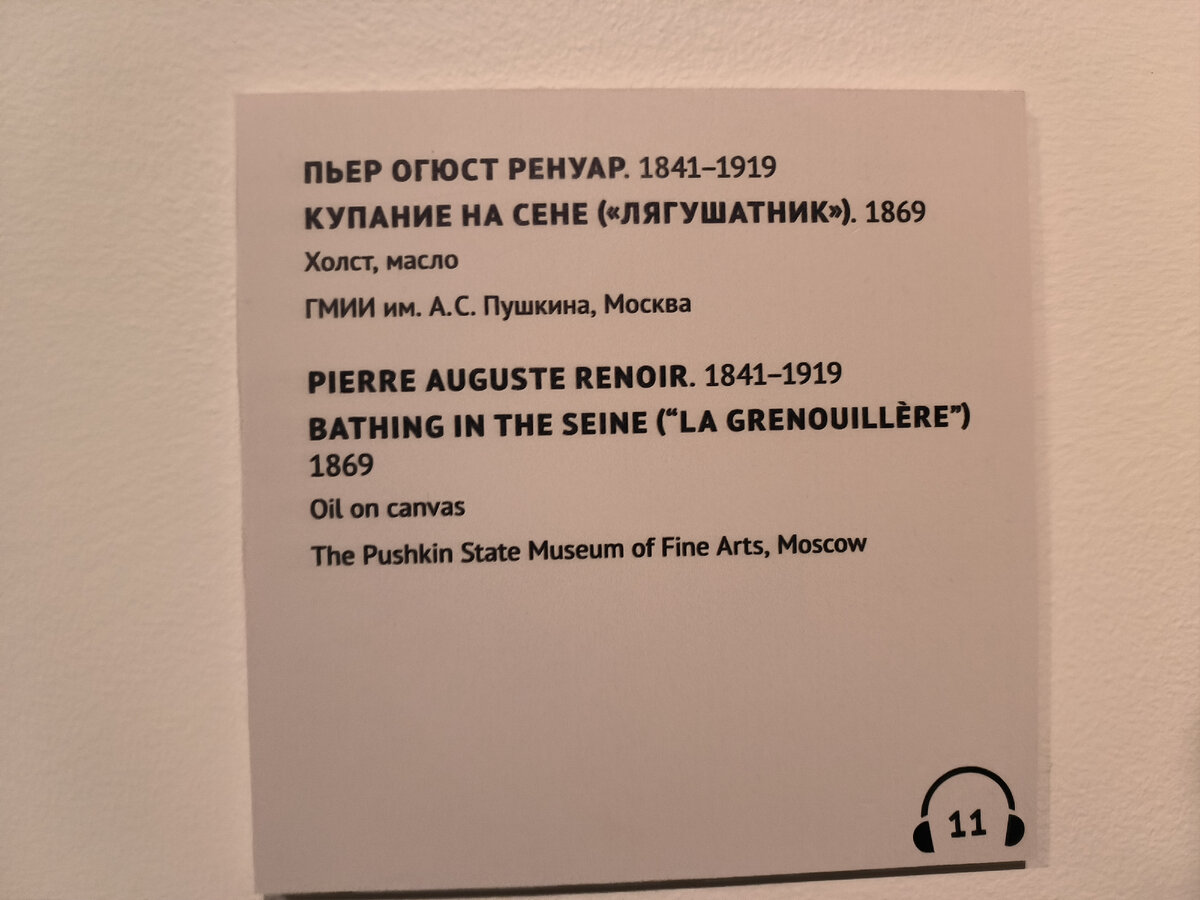 ПЬЕР ОГЮСТ РЕНУАР. 1841–1919
КУПАНИЕ НА СЕНЕ («ЛЯГУШАТНИК»). 1869
Холст, масло
ГМИИ им. А.С. Пушкина, Москва
PIERRE AUGUSTE RENOIR. 1841–1919
BATHING IN THE SEINE (“LA GRENOUILLÈRE”)
1869
Oil on canvas
The Pushkin State Museum of Fine Arts, Moscow
11